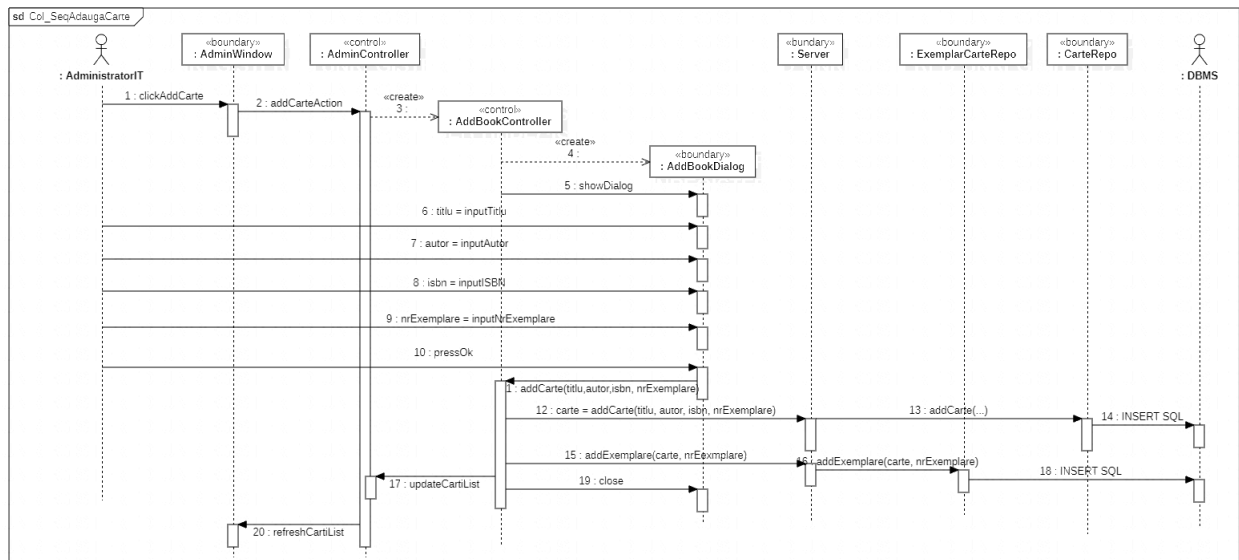 sd Col_SeqAdaugaCarte
: AdministratorIT
«boundary»
: AdminWindow
«control»
: AdminController
«bundary»
: Server
«boundary»
: ExemplarCarteRepo
«boundary»
: CarteRepo
: DBMS
1 : clickAddCarte
2 : addCarteAction
«create»
3 :
«control»
: AddBookController
«create»
4 :
«boundary»
: AddBookDialog
5 : showDialog
6 : titlu = inputTitlu
7 : autor = inputAutor
8 : isbn = inputISBN
9 : nrExemplare = inputNrExemplare
10 : pressOk
1 : addCarte(titlu,autor,isbn, nrExemplare)
12 : carte = addCarte(titlu, autor, isbn, nrExemplare)
13 : addCarte(...)
14 : INSERT SQL
15 : addExemplare(carte, nrEexmplare)
16 : addExemplare(carte, nrExemplare)
17 : updateCartiList
18 : INSERT SQL
19 : close
20 : refreshCartiList